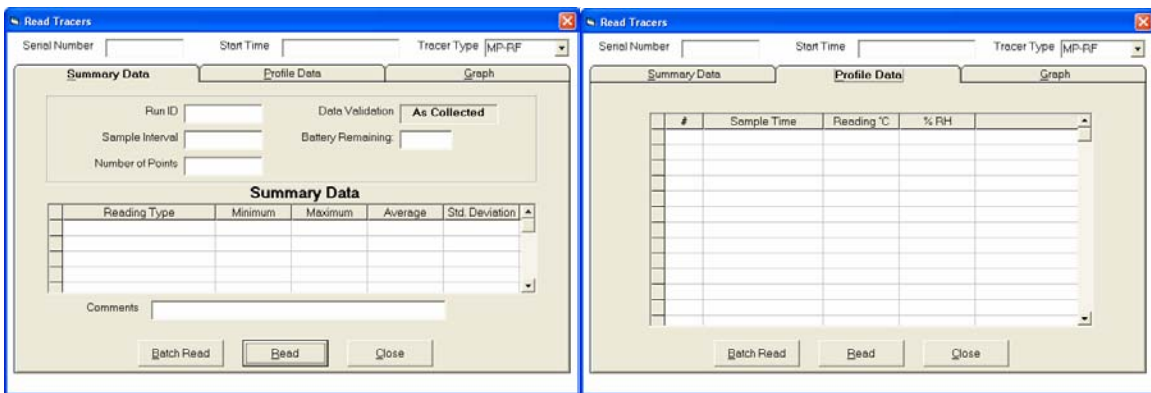 Read Tracers
Serial Number Start Time Tracer Type MP-RF
Summary Data Profile Data Graph
Run ID Data Validation As Collected
Sample Interval Battery Remaining:
Number of Points
Summary Data
Reading Type Minimum Maximum Average Std. Deviation
Comments
Batch Read Read Close
Read Tracers
Serial Number Start Time Tracer Type MP-RF
Summary Data Profile Data Graph
# Sample Time Reading °C % RH
Batch Read Read Close